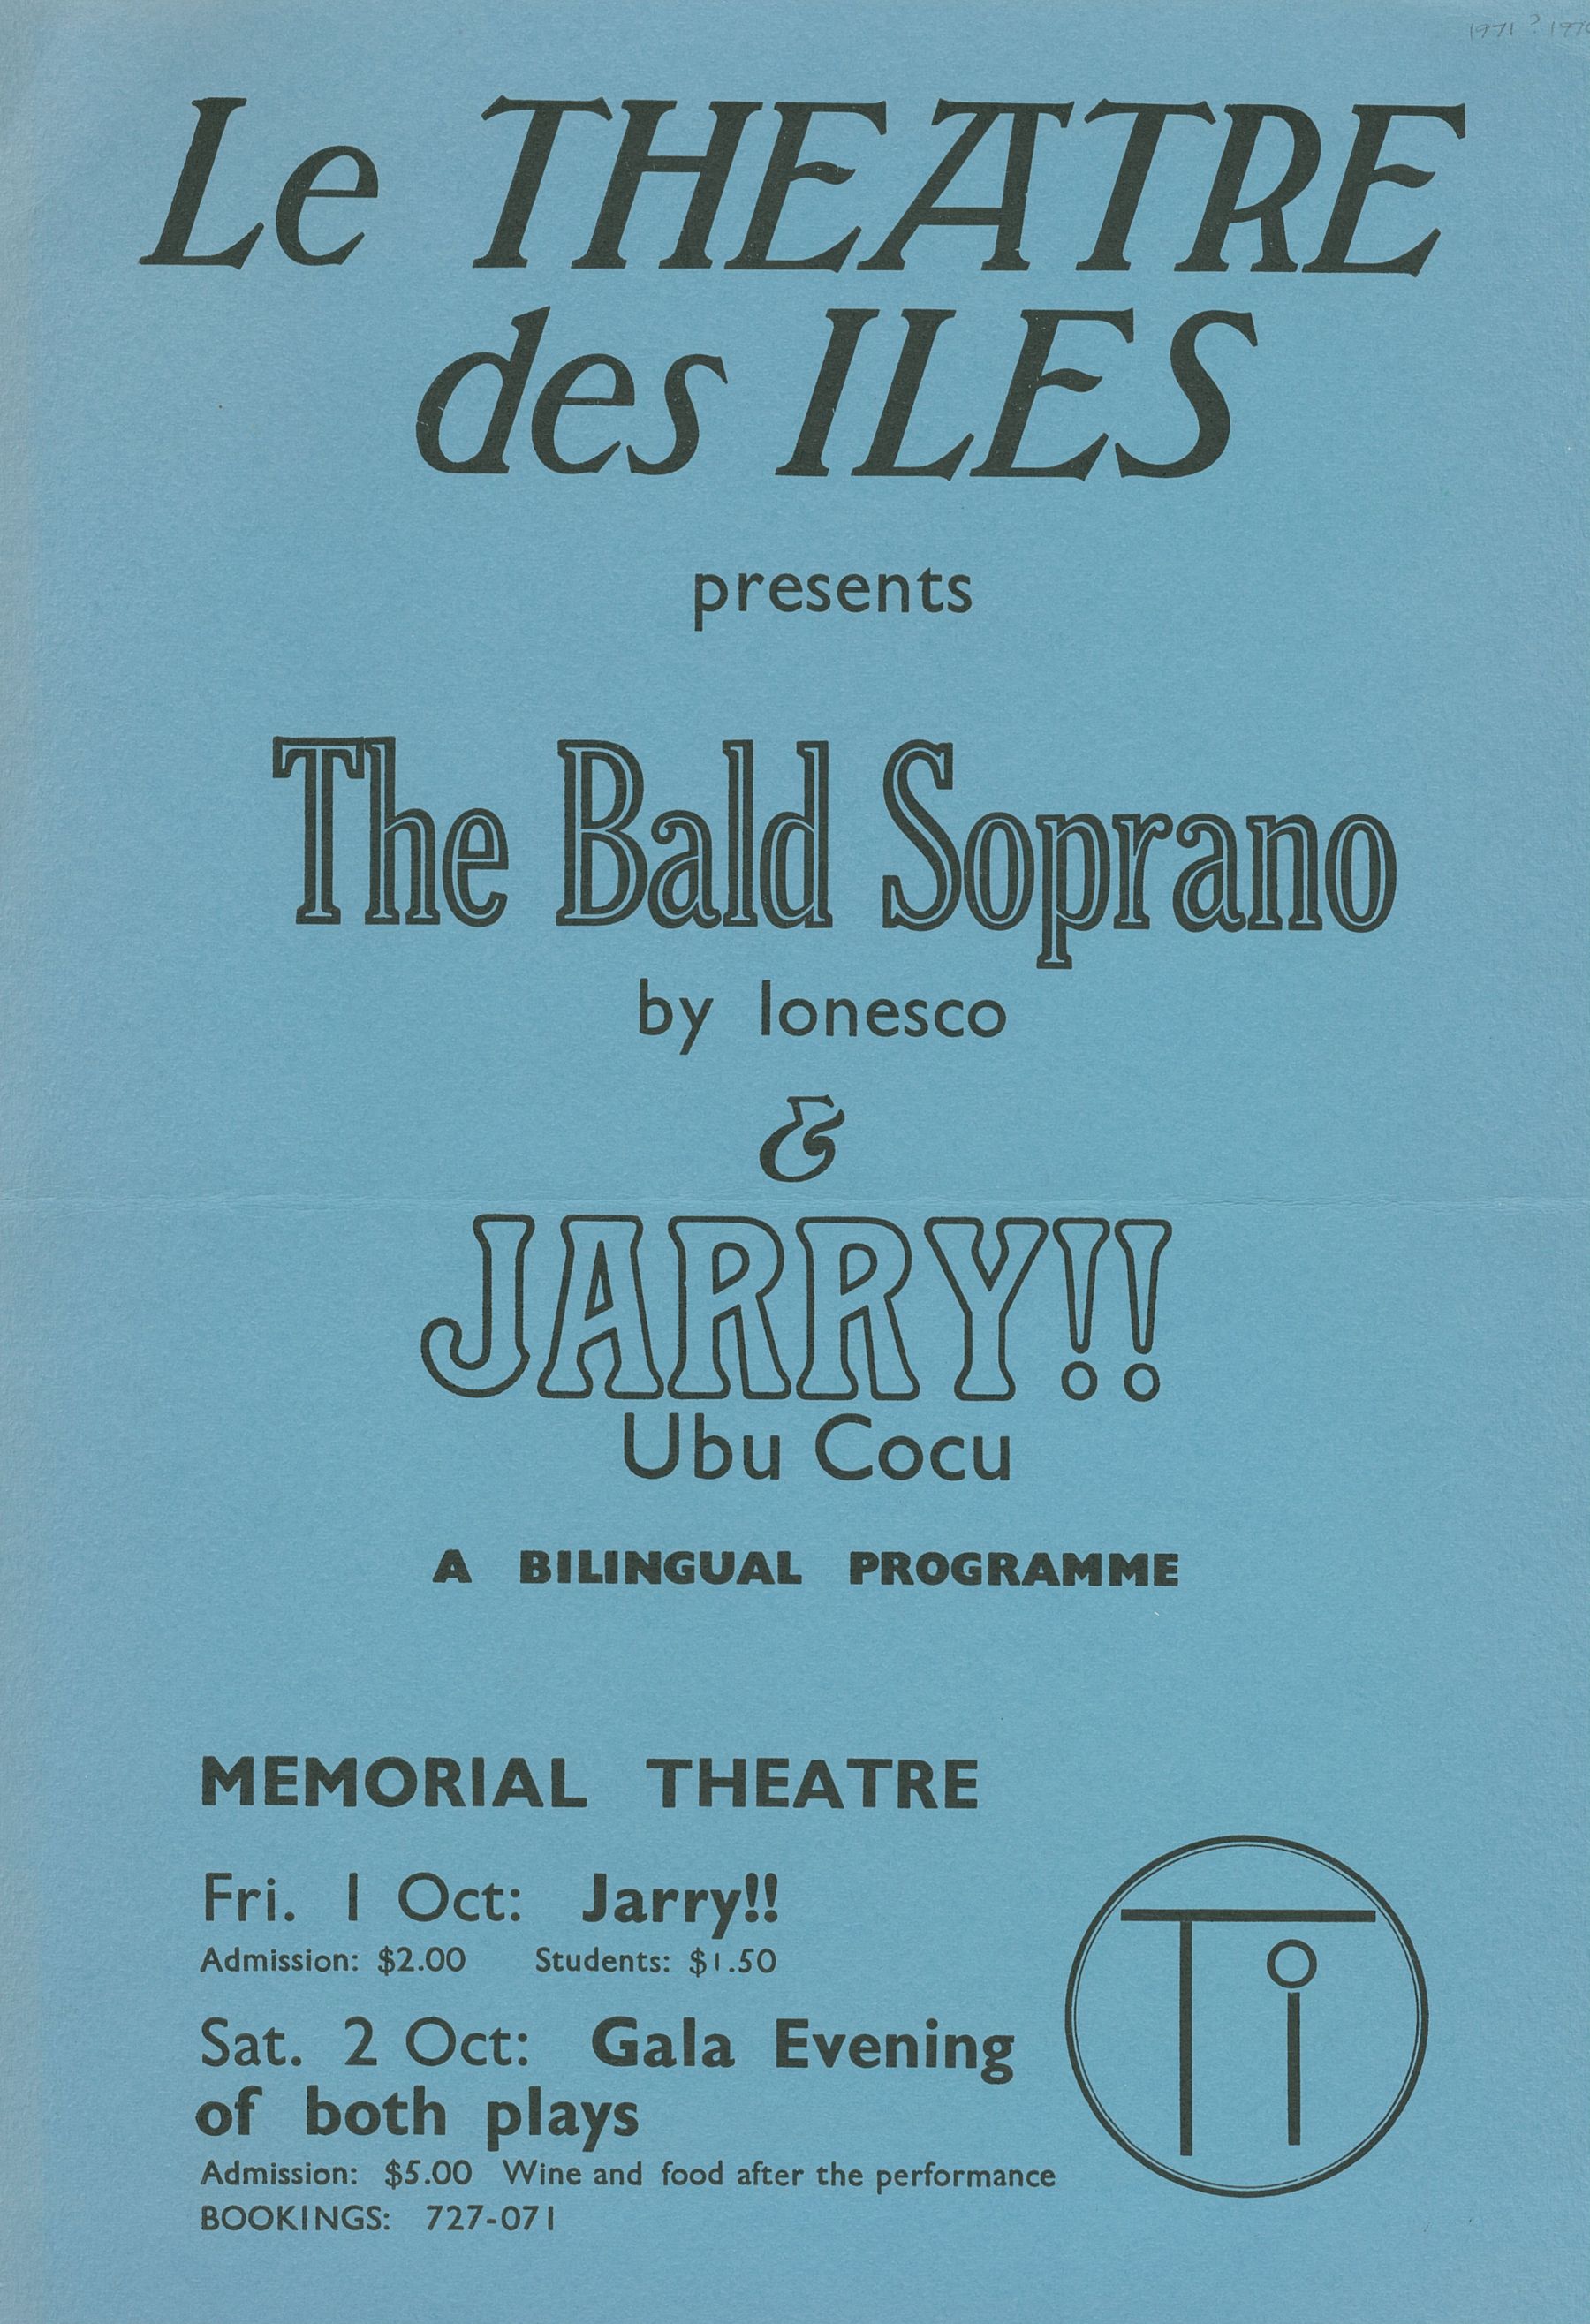 1971 ?
Le THEATRE
des ILES
presents
The Bald Soprano
by Ionesco
&
JARRY!!
Ubu Cocu
A BILINGUAL PROGRAMME
MEMORIAL THEATRE
Fri. 1 Oct: Jarry!!
Admission: $2.00 Students: $1.50
Sat. 2 Oct: Gala Evening
of both plays
Admission: $5.00 Wine and food after the performance
BOOKINGS: 727-071
Ti